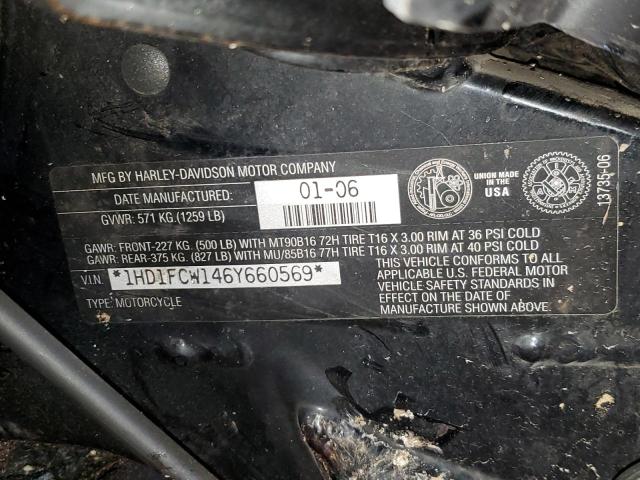 MFG BY HARLEY-DAVIDSON MOTOR COMPANY
DATE MANUFACTURED: 01-06
GVWR: 571 KG.(1259 LB)
UNION MADE IN THE
USA
13735-06
GAWR: FRONT-227 KG. (500 LB) WITH MT90B16 72H TIRE T16 X 3.00 RIM AT 36 PSI COLD
GAWR: REAR-375 KG. (827 LB) WITH MU/85B16 77H TIRE T16 X 3.00 RIM AT 40 PSI COLD
V.I.N. *1HD1FCW146Y660569*
TYPE: MOTORCYCLE
THIS VEHICLE CONFORMS TO ALL
APPLICABLE U.S. FEDERAL MOTOR
VEHICLE SAFETY STANDARDS IN
EFFECT ON THE DATE OF
MANUFACTURE SHOWN ABOVE.